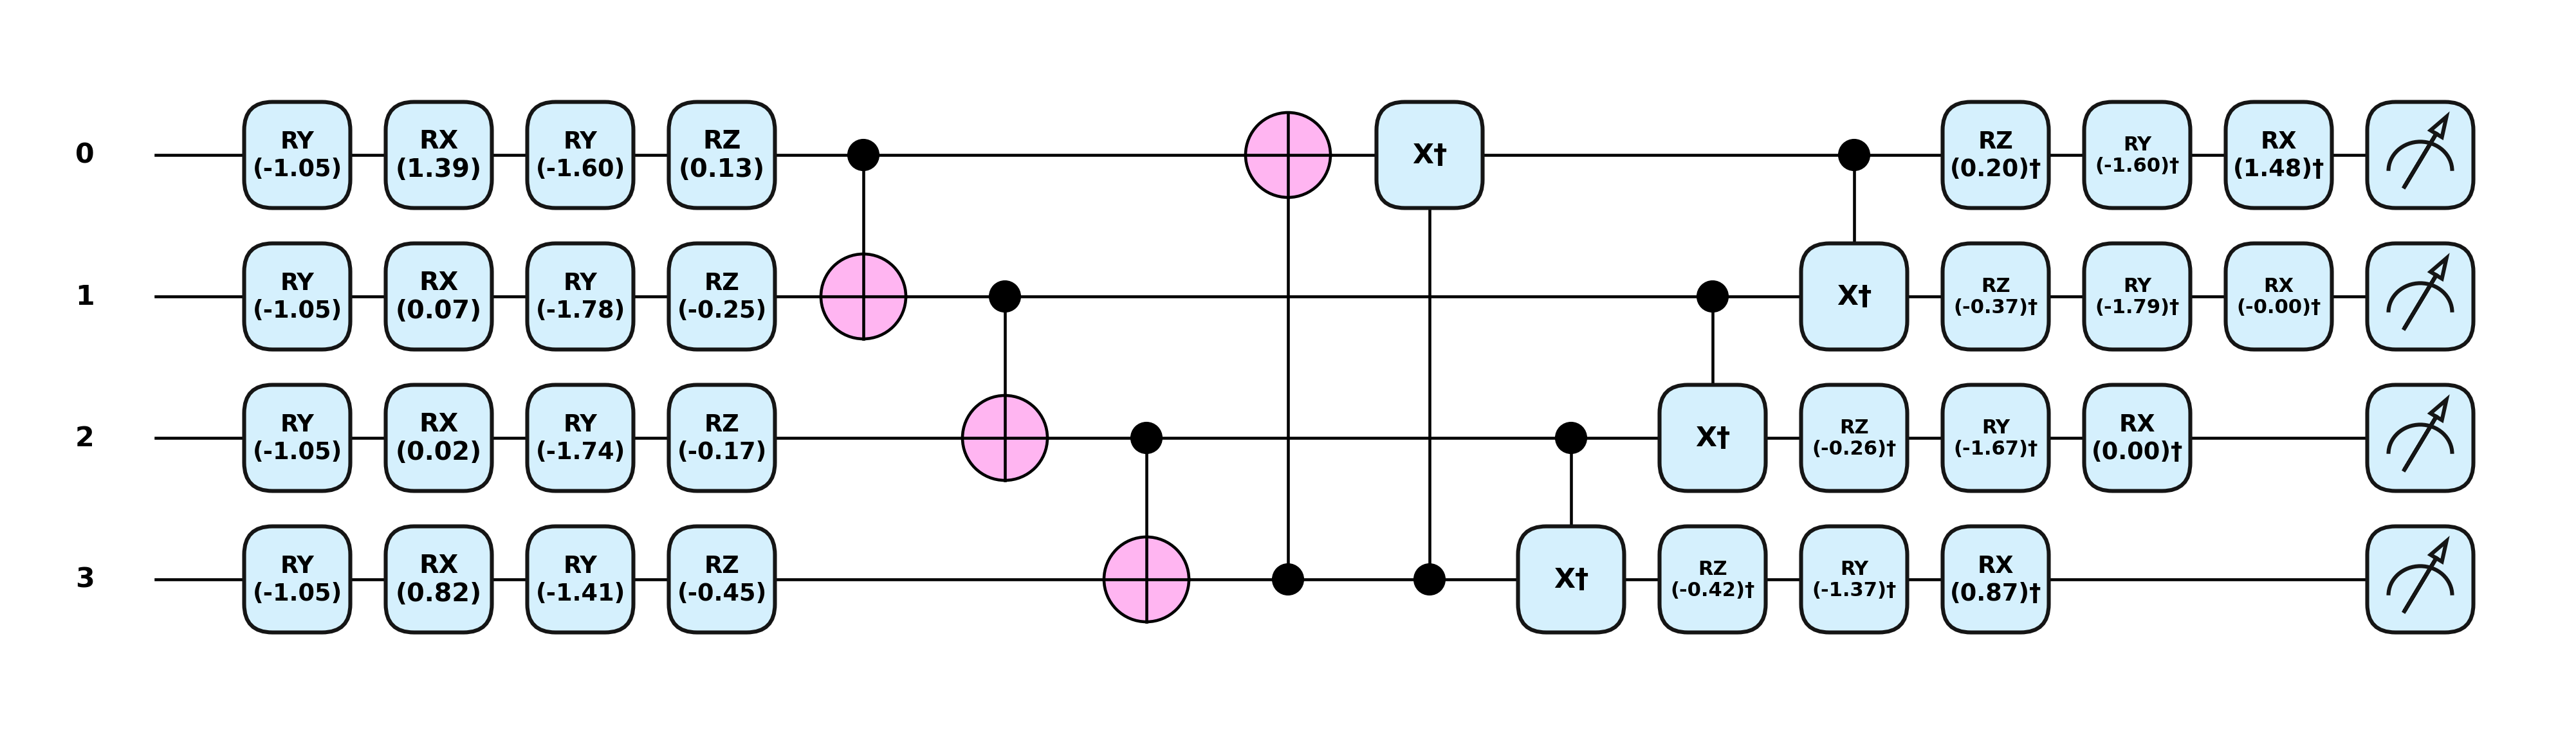 0 RY RX RY RZ X† RZ RY RX
(-1.05) (1.39) (-1.60) (0.13) (0.20)† (-1.60)† (1.48)†
1 RY RX RY RZ X† RZ RY RX
(-1.05) (0.07) (-1.78) (-0.25) (-0.37)† (-1.79)† (-0.00)†
2 RY RX RY RZ X† RZ RY RX
(-1.05) (0.02) (-1.74) (-0.17) (-0.26)† (-1.67)† (0.00)†
3 RY RX RY RZ X† RZ RY RX
(-1.05) (0.82) (-1.41) (-0.45) (-0.42)† (-1.37)† (0.87)†